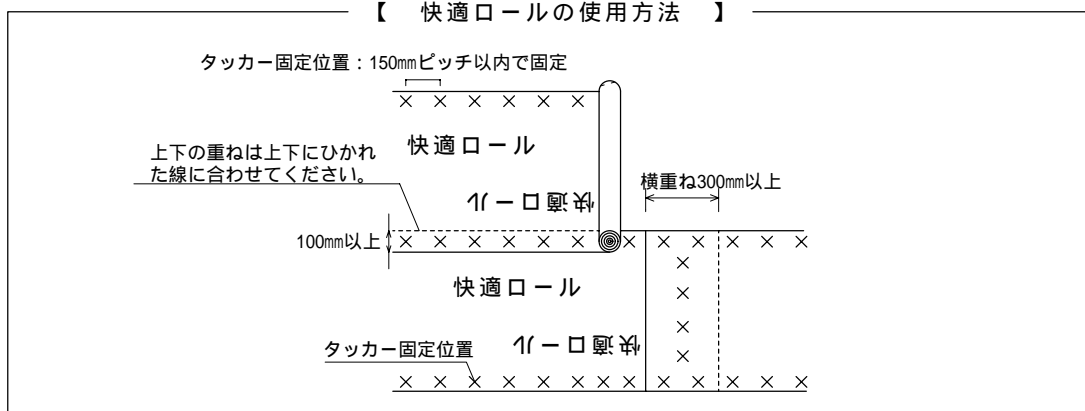 【 快適ロールの使用方法 】
タッカー固定位置：150㎜ピッチ以内で固定
快適ロール
上下の重ねは上下にひかれ
た線に合わせてください。
横重ね300㎜以上
快適ロール
100㎜以上
快適ロール
快適ロール
タッカー固定位置